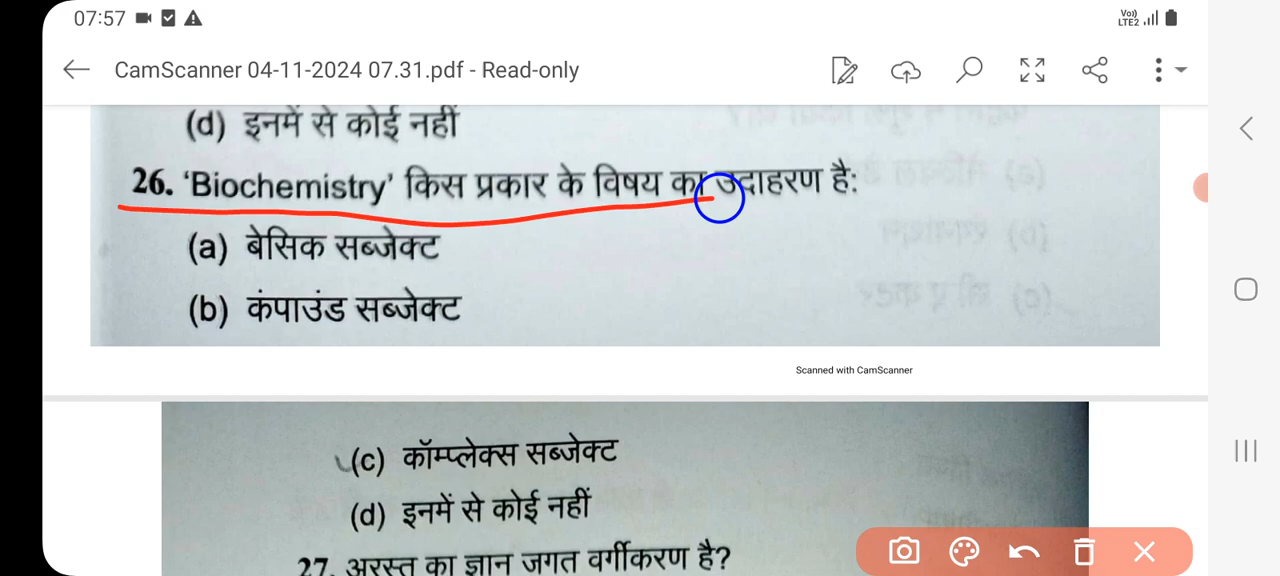 07:57
Vo)) LTE2
CamScanner 04-11-2024 07.31.pdf - Read-only
(d) इनमें से कोई नहीं
26. 'Biochemistry' किस प्रकार के विषय का उदाहरण है:
(a) बेसिक सब्जेक्ट
(b) कंपाउंड सब्जेक्ट
Scanned with CamScanner
(c) कॉम्प्लेक्स सब्जेक्ट
(d) इनमें से कोई नहीं
27. अरस्तु का ज्ञान जगत वर्गीकरण है?